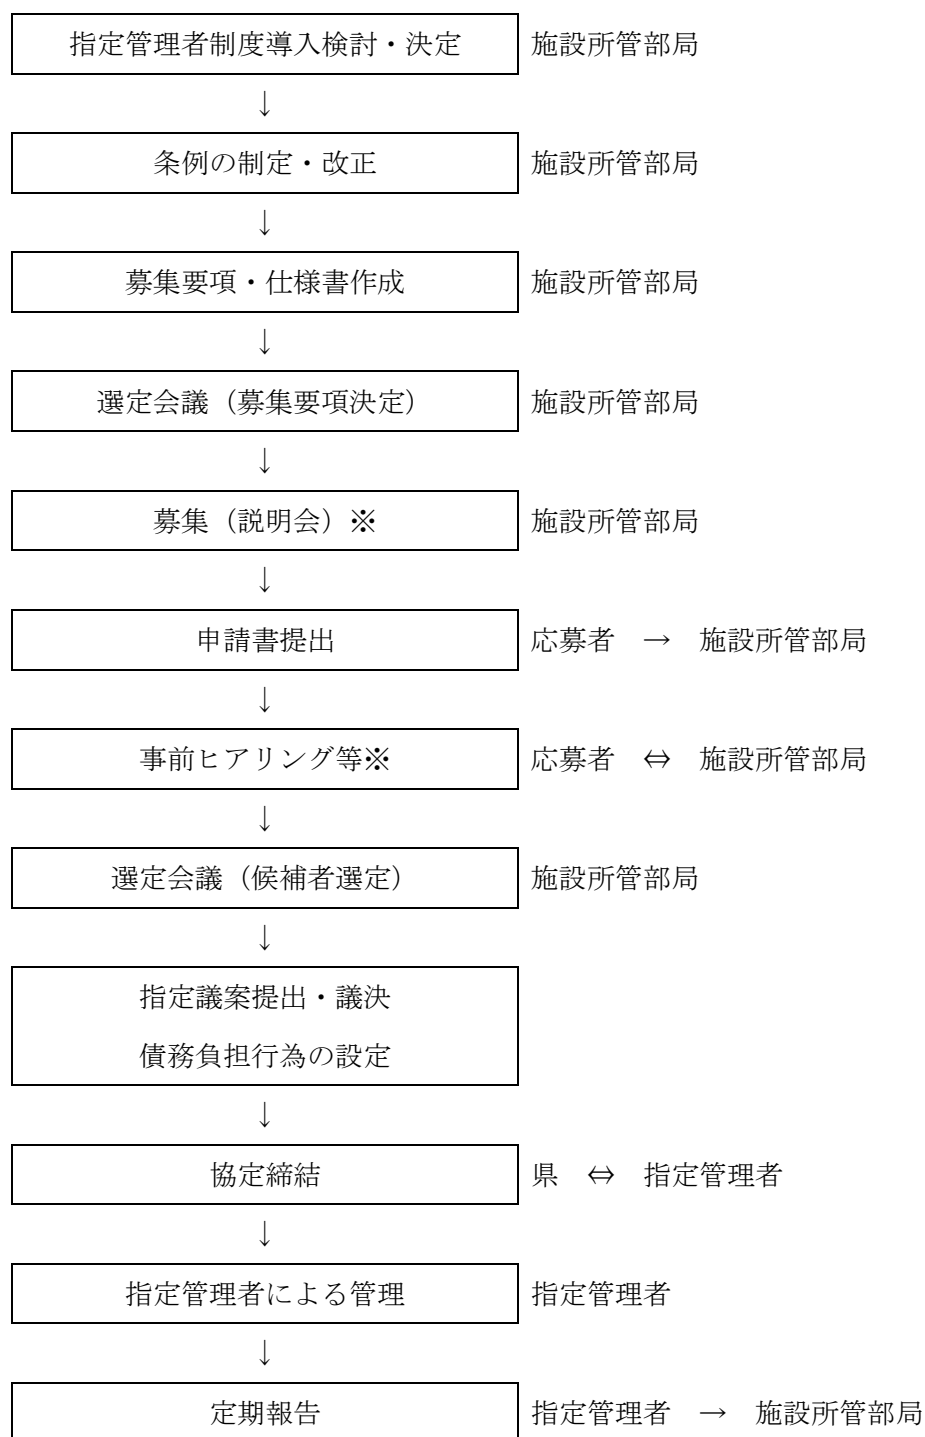 指定管理者制度導入検討・決定 施設所管部局
↓
条例の制定・改正 施設所管部局
↓
募集要項・仕様書作成 施設所管部局
↓
選定会議（募集要項決定） 施設所管部局
↓
募集（説明会）※ 施設所管部局
↓
申請書提出 応募者　→　施設所管部局
↓
事前ヒアリング等※ 応募者　⇔　施設所管部局
↓
選定会議（候補者選定） 施設所管部局
↓
指定議案提出・議決
債務負担行為の設定
↓
協定締結 県　⇔　指定管理者
↓
指定管理者による管理 指定管理者
↓
定期報告 指定管理者　→　施設所管部局